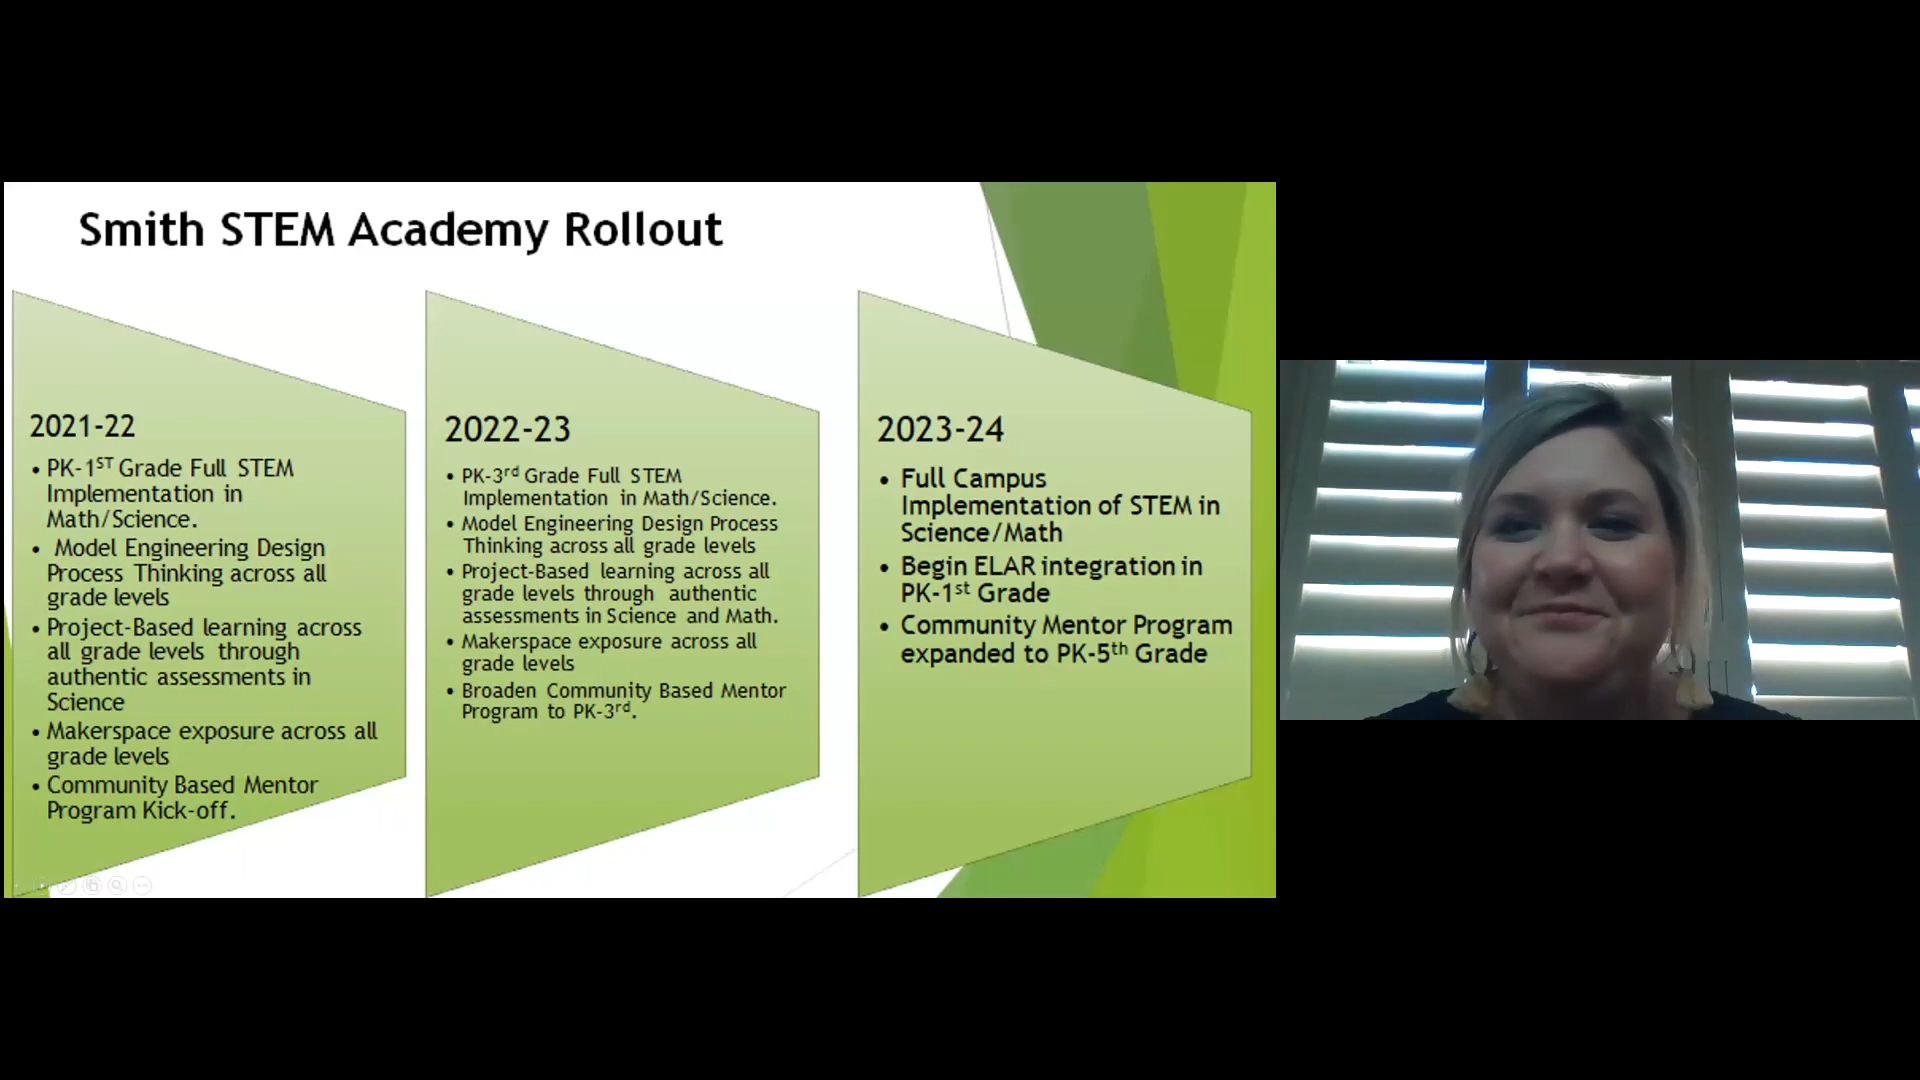 Smith STEM Academy Rollout
2021-22
• PK-1ST Grade Full STEM
Implementation in
Math/Science.
• Model Engineering Design
Process Thinking across all
grade levels
• Project-Based learning across
all grade levels through
authentic assessments in
Science
• Makerspace exposure across all
grade levels
• Community Based Mentor
Program Kick-off.
2022-23
• PK-3rd Grade Full STEM
Implementation in Math/Science.
• Model Engineering Design Process
Thinking across all grade levels
• Project-Based learning across all
grade levels through authentic
assessments in Science and Math.
• Makerspace exposure across all
grade levels
• Broaden Community Based Mentor
Program to PK-3rd.
2023-24
• Full Campus
Implementation of STEM in
Science/Math
• Begin ELAR integration in
PK-1st Grade
• Community Mentor Program
expanded to PK-5th Grade